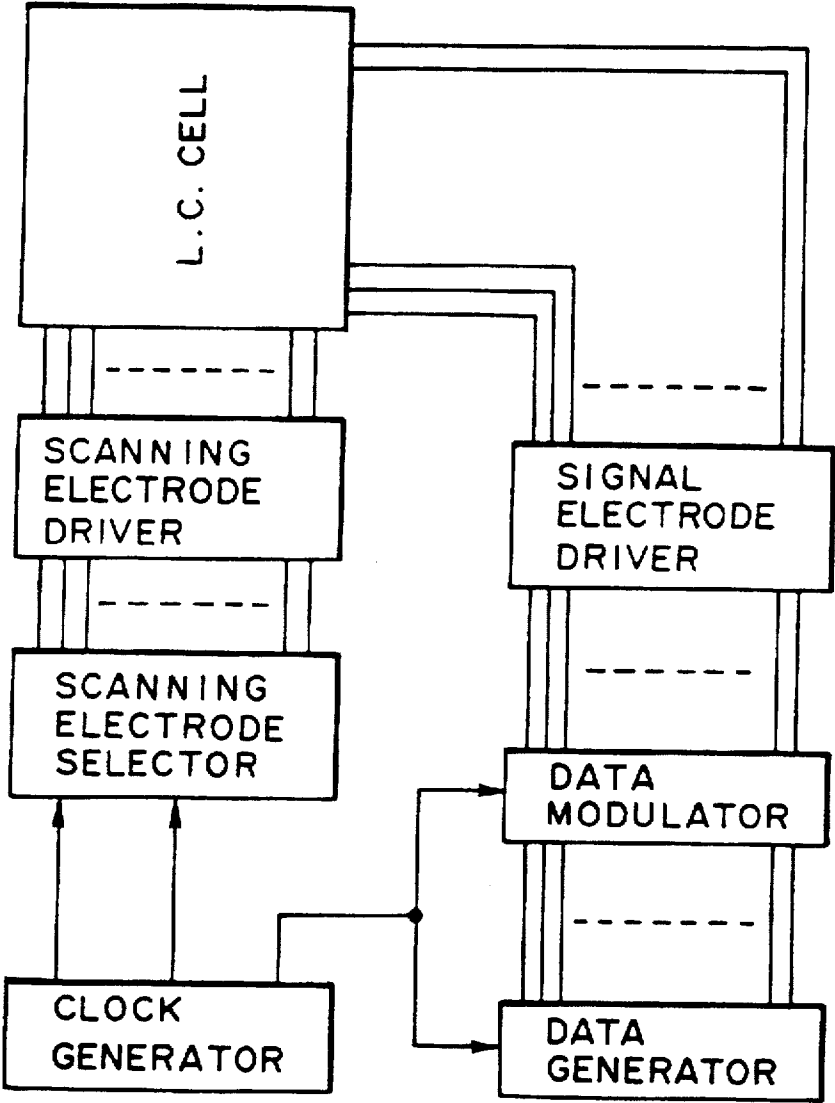 L.C. CELL
SCANNING
ELECTRODE
DRIVER
SIGNAL
ELECTRODE
DRIVER
SCANNING
ELECTRODE
SELECTOR
DATA
MODULATOR
CLOCK
GENERATOR
DATA
GENERATOR